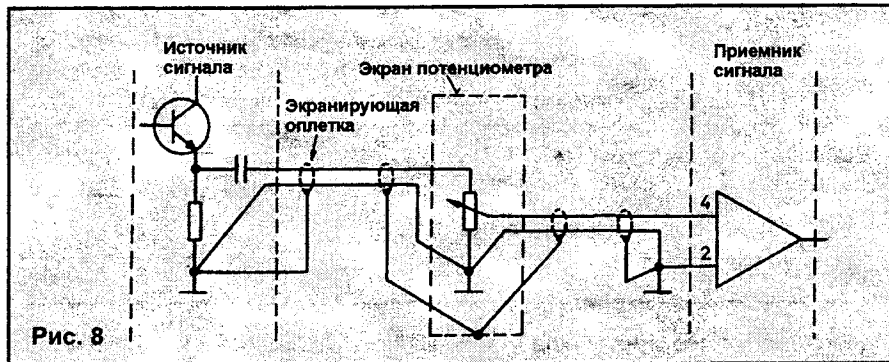 Источник
сигнала
Экран потенциометра
Приемник
сигнала
Экранирующая
оплетка
4
2
Рис. 8